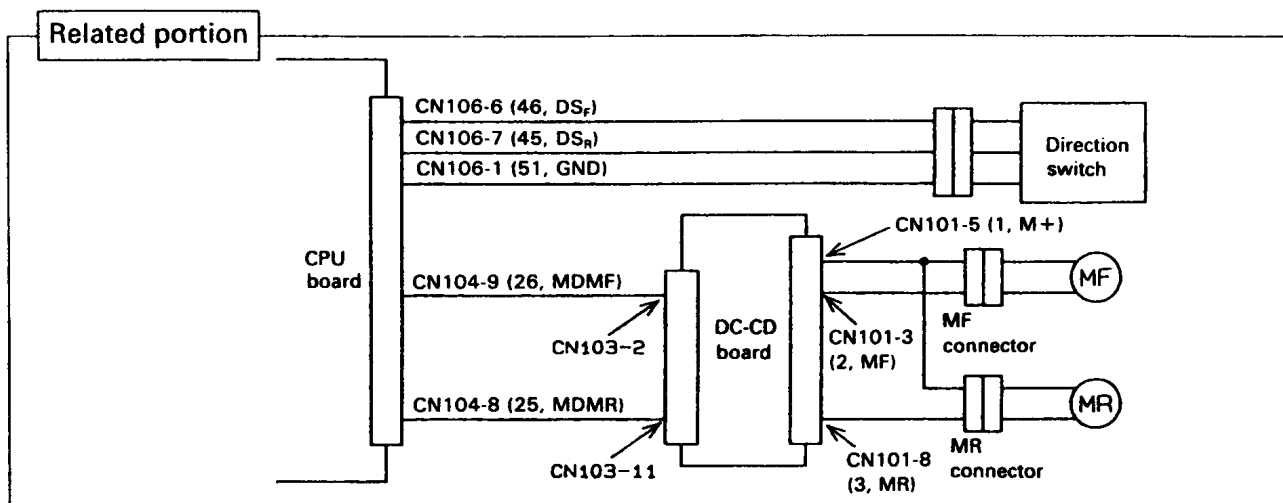 Related portion
CN106-6 (46, DSF)
CN106-7 (45, DSR)
CN106-1 (51, GND)
Direction
switch
CN101-5 (1, M+)
CPU
board
CN104-9 (26, MDMF)
MF
DC-CD
board
CN103-2
CN101-3
(2, MF)
MF
connector
CN104-8 (25, MDMR)
MR
CN103-11
CN101-8
(3, MR)
MR
connector